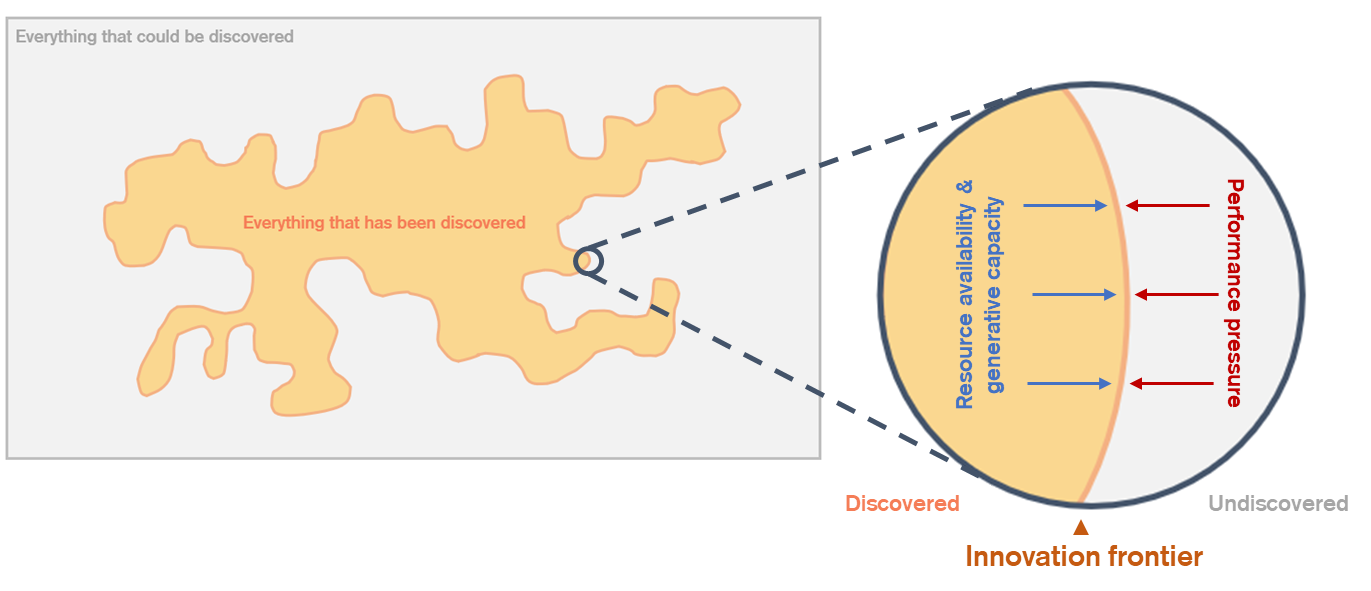 Everything that could be discovered
Everything that has been discovered
Resource availability &
generative capacity
Performance pressure
Discovered
Undiscovered
Innovation frontier